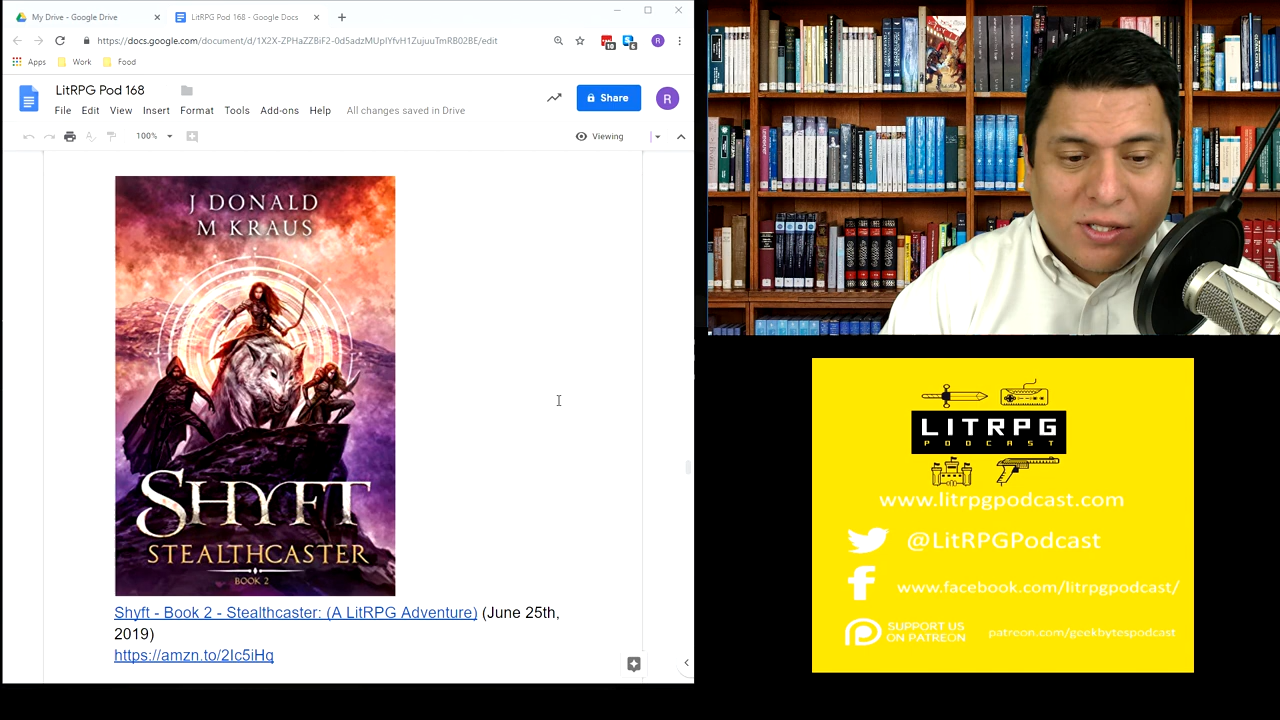 My Drive - Google Drive
LitRPG Pod 168 - Google Docs
https://docs.google.com/document/d/1X2X-ZPHaZZBiF2-0d5adzMUpIYfvH1ZujuuTmRB02BE/edit
10
6
R
Apps
Work
Food
LitRPG Pod 168
File Edit View Insert Format Tools Add-ons Help All changes saved in Drive
Share
R
100%
Viewing
J DONALD
M KRAUS
SHYFT
STEALTHCASTER
BOOK 2
Shyft - Book 2 - Stealthcaster: (A LitRPG Adventure) (June 25th,
2019)
https://amzn.to/2Ic5iHq
LITRPG
PODCAST
www.litrpgpodcast.com
@LitRPGPodcast
www.facebook.com/litrpgpodcast/
SUPPORT US
ON PATREON
patreon.com/geekbytespodcast